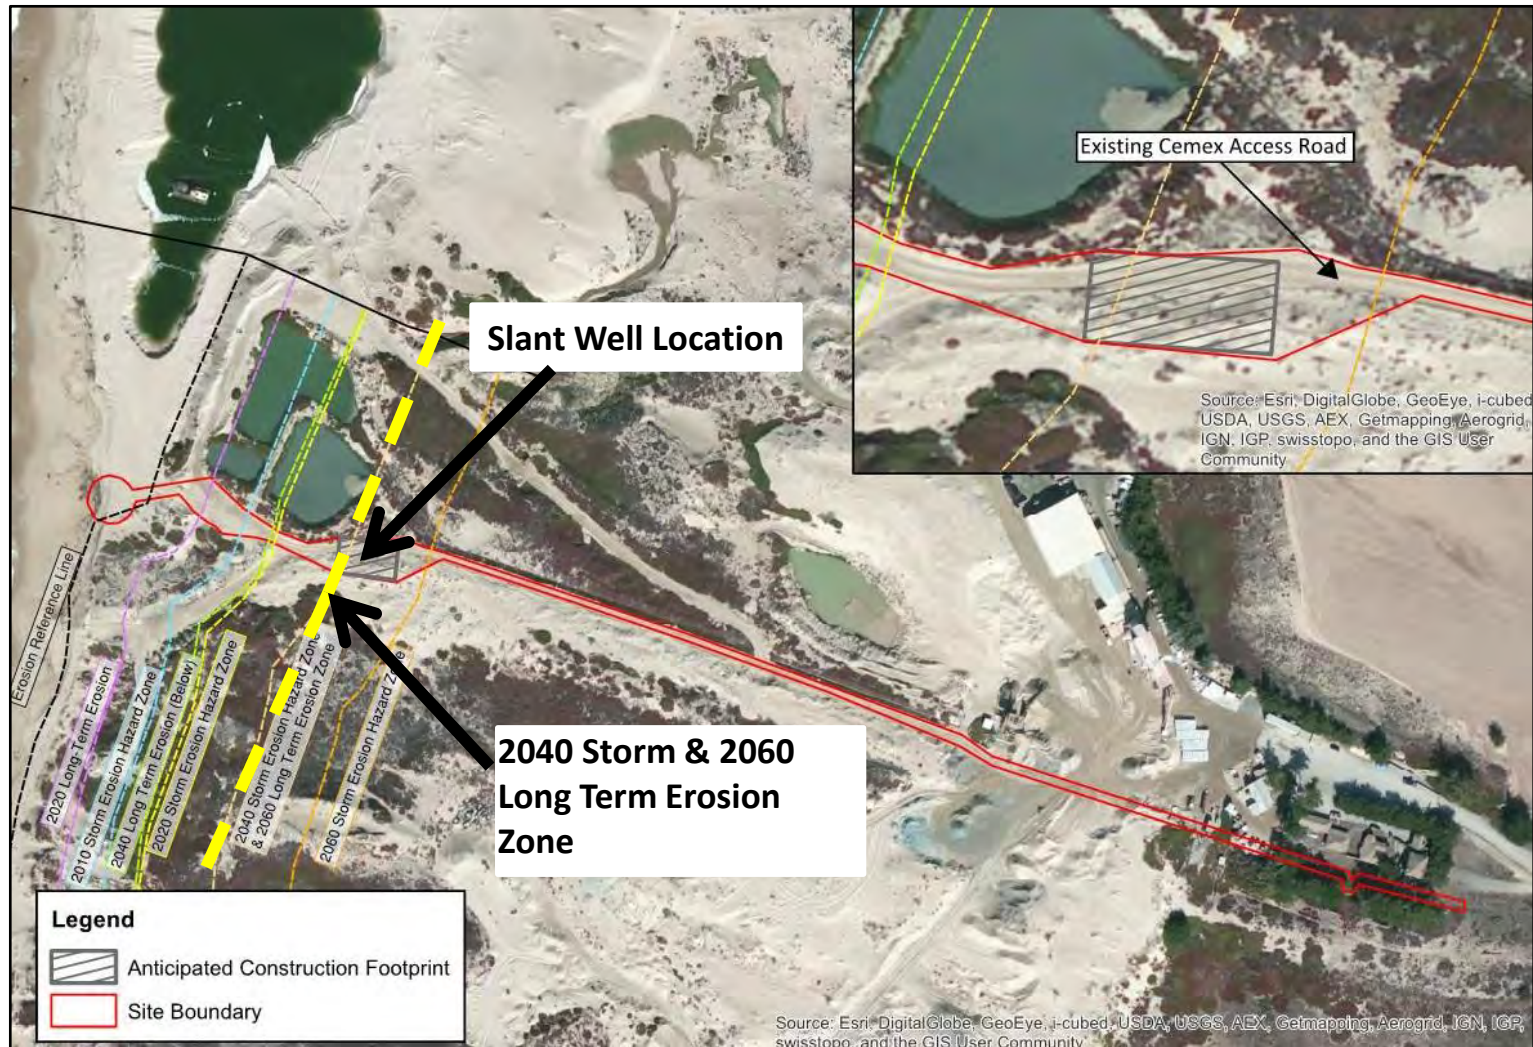 Existing Cemex Access Road
Source: Esri, DigitalGlobe, GeoEye, i-cubed,
USDA, USGS, AEX, Getmapping, Aerogrid,
IGN, IGP, swisstopo, and the GIS User
Community
Slant Well Location
Erosion Reference Line
2020 Long Term Erosion
2010 Storm Erosion Hazard Zone
2040 Long Term Erosion (Below)
2020 Storm Erosion Hazard Zone
2040 Storm Erosion Hazard Zone
& 2060 Long Term Erosion Zone
2060 Storm Erosion Hazard Zone
2040 Storm & 2060
Long Term Erosion
Zone
Legend
Anticipated Construction Footprint
Site Boundary
Source: Esri, DigitalGlobe, GeoEye, i-cubed, USDA, USGS, AEX, Getmapping, Aerogrid, IGN, IGP,
swisstopo, and the GIS User Community